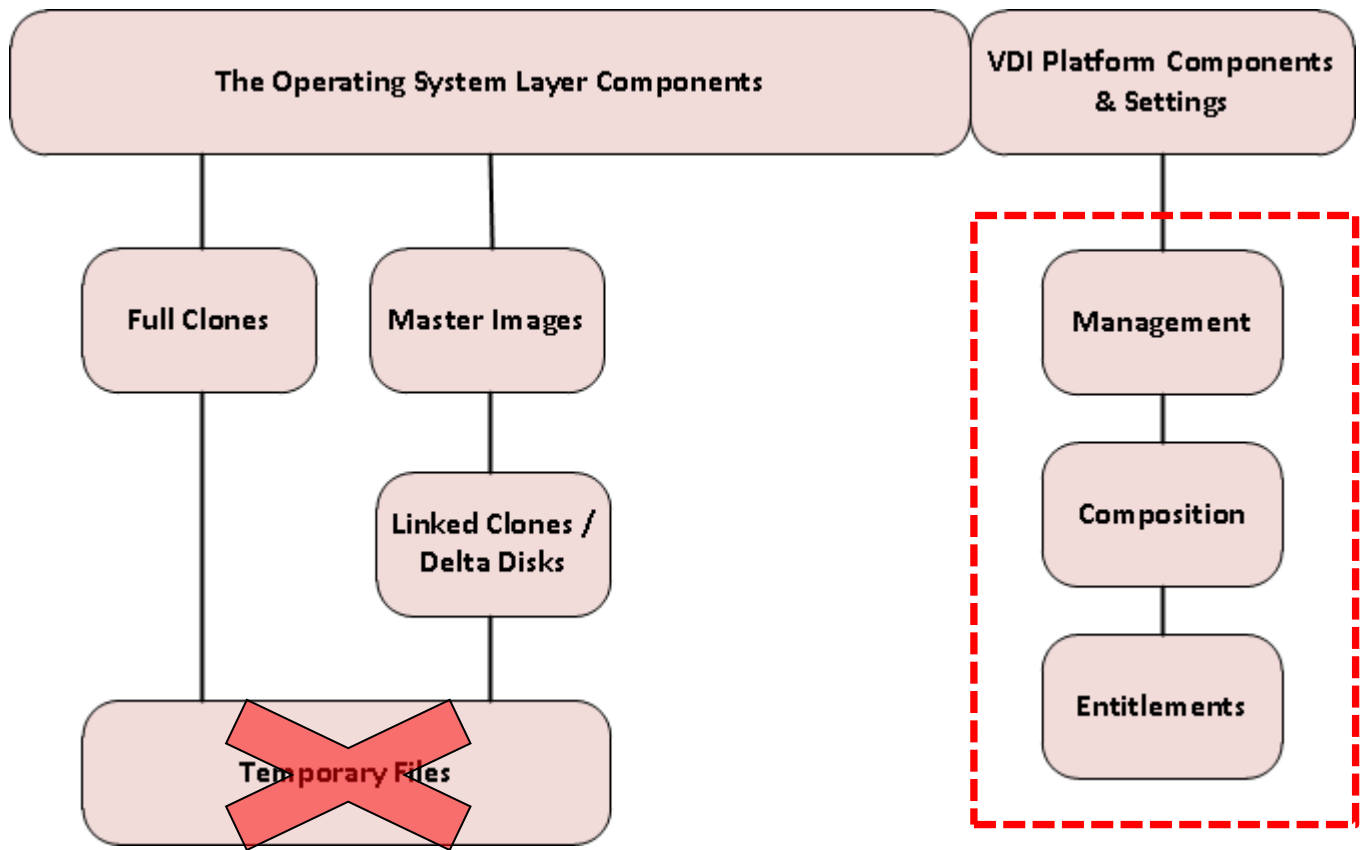 The Operating System Layer Components
VDI Platform Components
& Settings
Full Clones
Master Images
Management
Linked Clones /
Delta Disks
Composition
Entitlements
Temporary Files